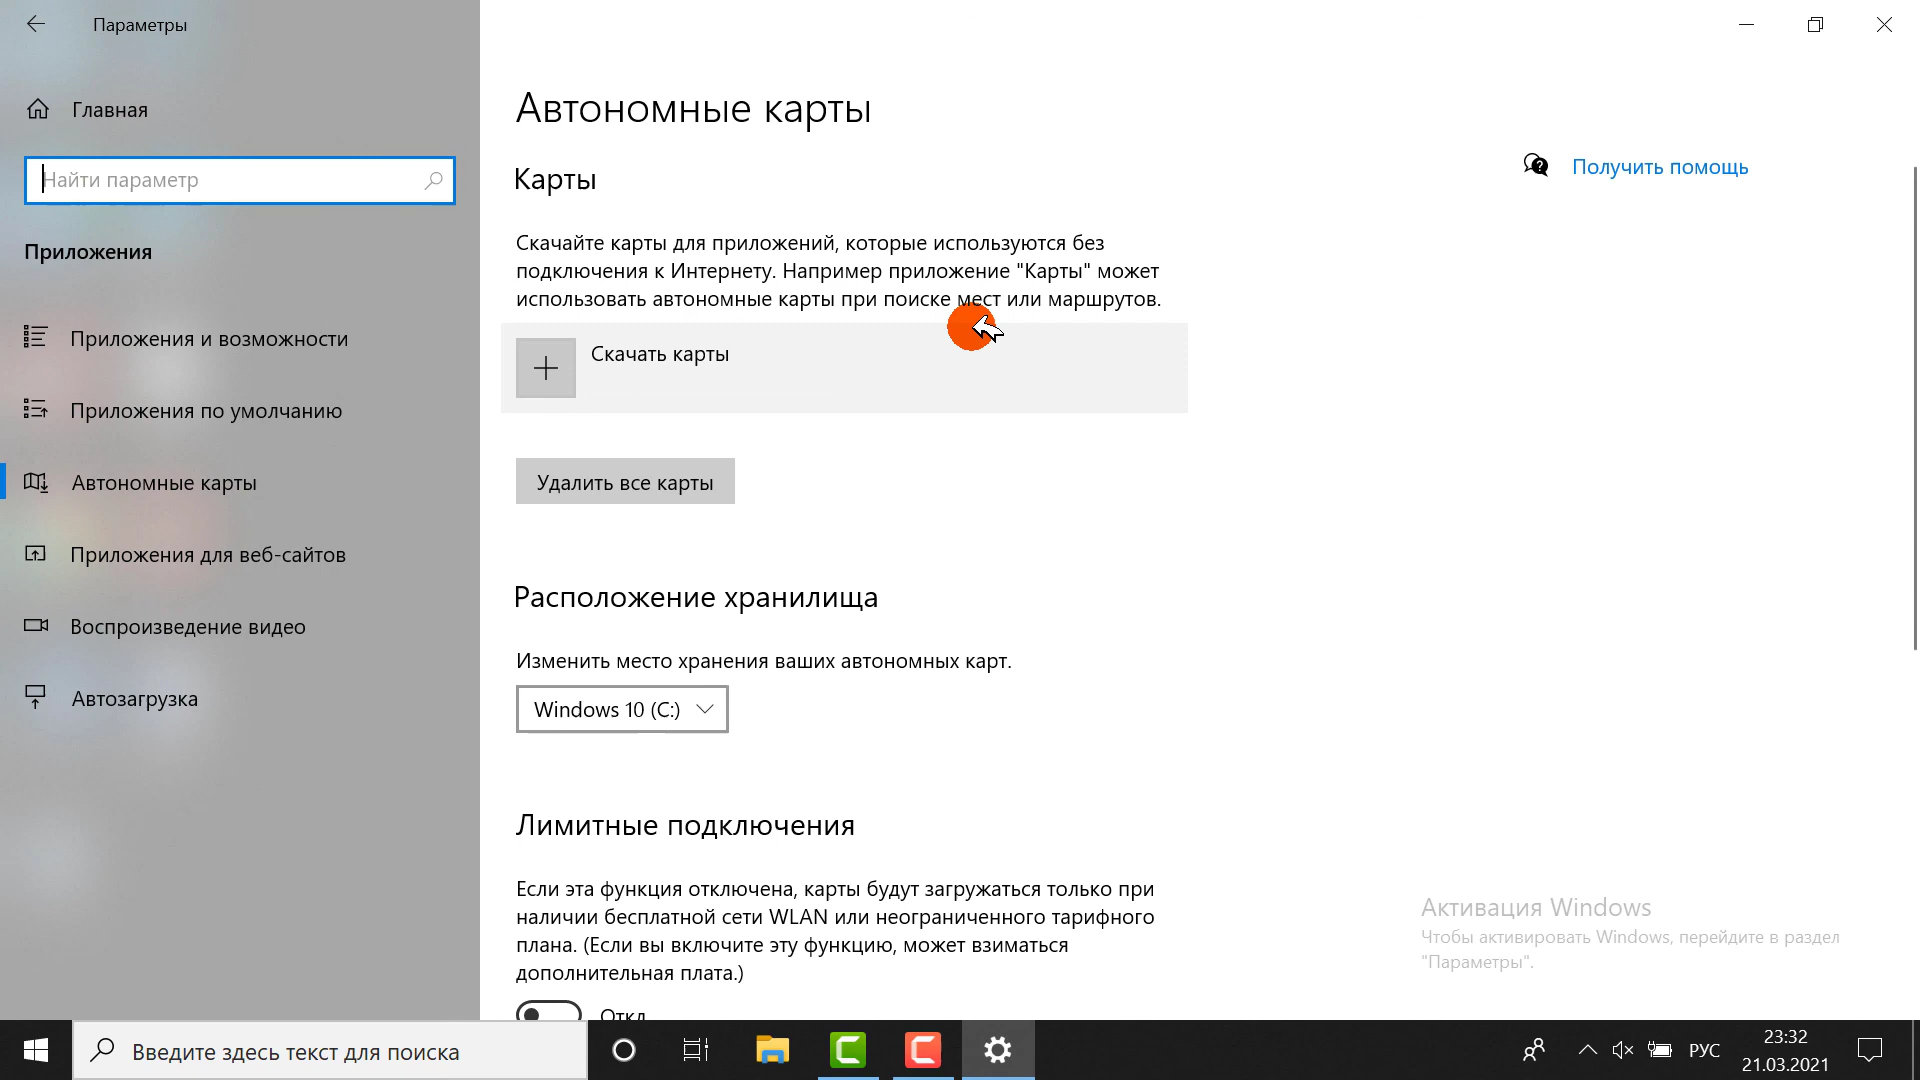 Параметры
Главная
Найти параметр
Приложения
Приложения и возможности
Приложения по умолчанию
Автономные карты
Приложения для веб-сайтов
Воспроизведение видео
Автозагрузка
Автономные карты
Карты
Скачайте карты для приложений, которые используются без
подключения к Интернету. Например приложение "Карты" может
использовать автономные карты при поиске мест или маршрутов.
Скачать карты
Удалить все карты
Расположение хранилища
Изменить место хранения ваших автономных карт.
Windows 10 (C:)
Лимитные подключения
Если эта функция отключена, карты будут загружаться только при
наличии бесплатной сети WLAN или неограниченного тарифного
плана. (Если вы включите эту функцию, может взиматься
дополнительная плата.)
Откл.
Получить помощь
Активация Windows
Чтобы активировать Windows, перейдите в раздел
"Параметры".
Введите здесь текст для поиска
РУС
23:32
21.03.2021